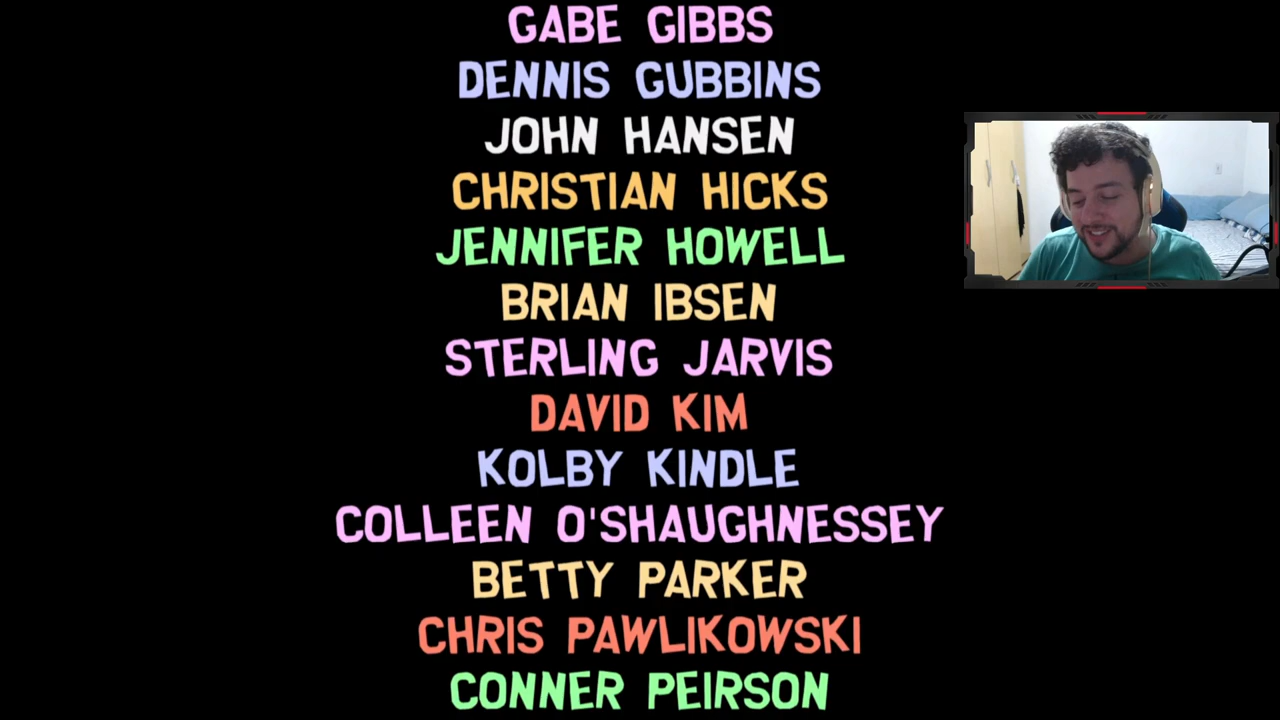 GABE GIBBS
DENNIS GUBBINS
JOHN HANSEN
CHRISTIAN HICKS
JENNIFER HOWELL
BRIAN IBSEN
STERLING JARVIS
DAVID KIM
KOLBY KINDLE
COLLEEN O'SHAUGHNESSEY
BETTY PARKER
CHRIS PAWLIKOWSKI
CONNER PEIRSON